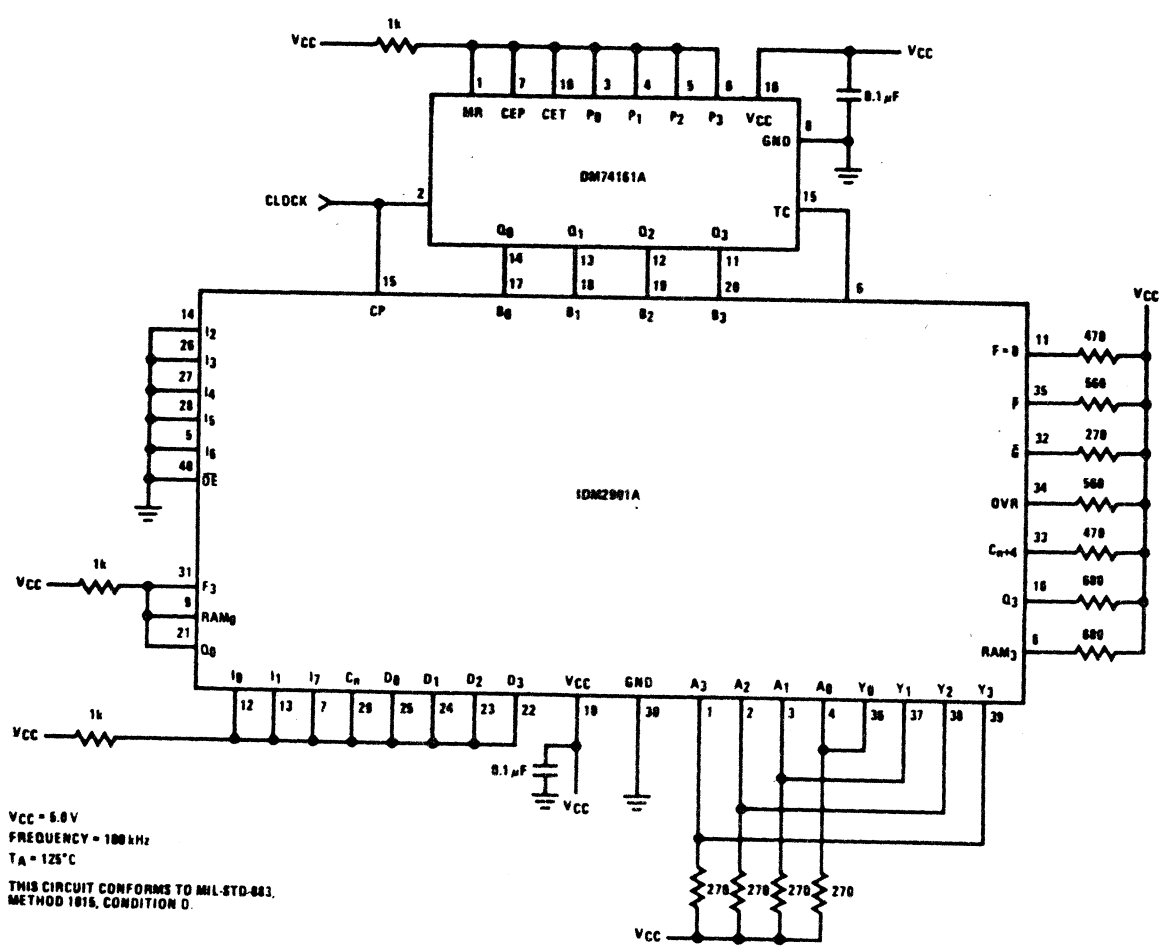 1k
VCC
VCC
1 7 10 3 4 5 6 16
0.1 µF
MR CEP CET P0 P1 P2 P3 VCC
8
GND
DM74161A
CLOCK
2
15
TC
Q0 Q1 Q2 Q3
14 13 12 11
15 17 18 19 20 6
CP B0 B1 B2 B3
VCC
14 I2
26 I3
27 I4
28 I5
5 I6
40 OE
F = 0 11 470
P̄ 35 560
Ḡ 32 270
OVR 34 560
Cn+4 33 470
Q3 16 680
RAM3 8 680
IDM2901A
1k
VCC
31 F3
9 RAM0
21 Q0
I0 I1 I7 Cn D0 D1 D2 D3 VCC GND A3 A2 A1 A0 Y0 Y1 Y2 Y3
12 13 7 29 25 24 23 22 10 30 1 2 3 4 36 37 38 39
1k
VCC
0.1 µF
VCC
VCC = 5.0 V
FREQUENCY = 100 kHz
TA = 125°C
THIS CIRCUIT CONFORMS TO MIL-STD-883,
METHOD 1015, CONDITION D.
270 270 270 270
VCC